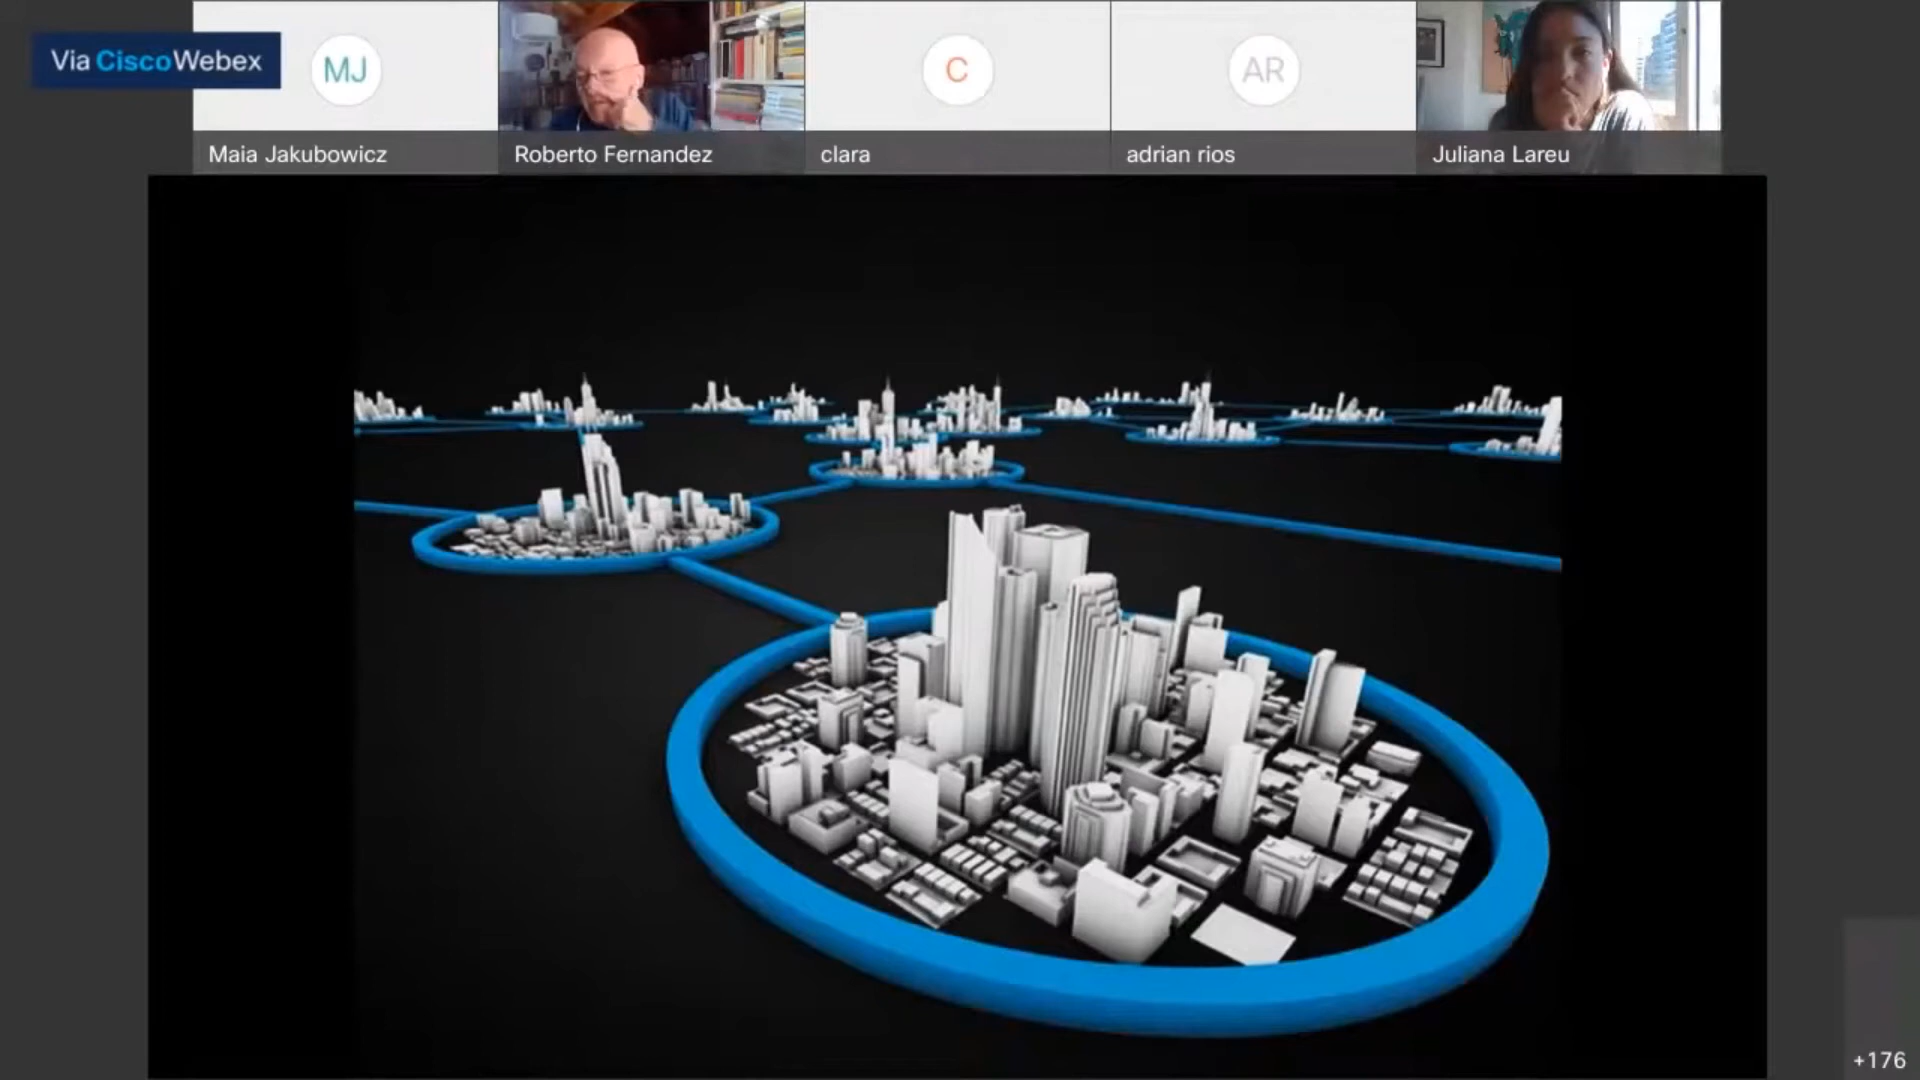 Via CiscoWebex
MJ
C
AR
Maia Jakubowicz
Roberto Fernandez
clara
adrian rios
Juliana Lareu
+176